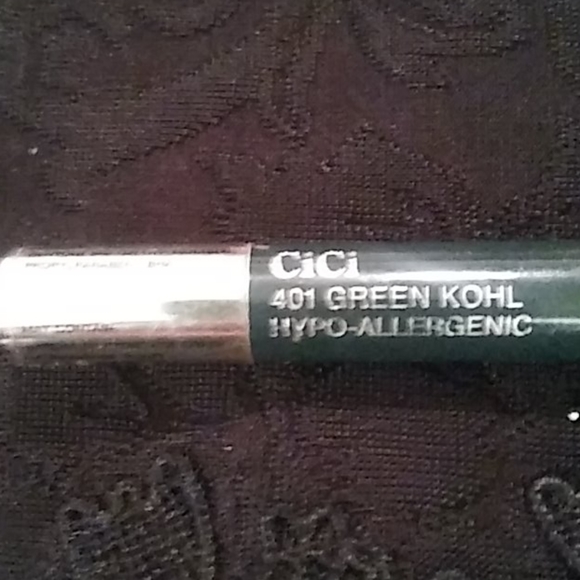 CiCi
401 GREEN KOHL
HYPO-ALLERGENIC